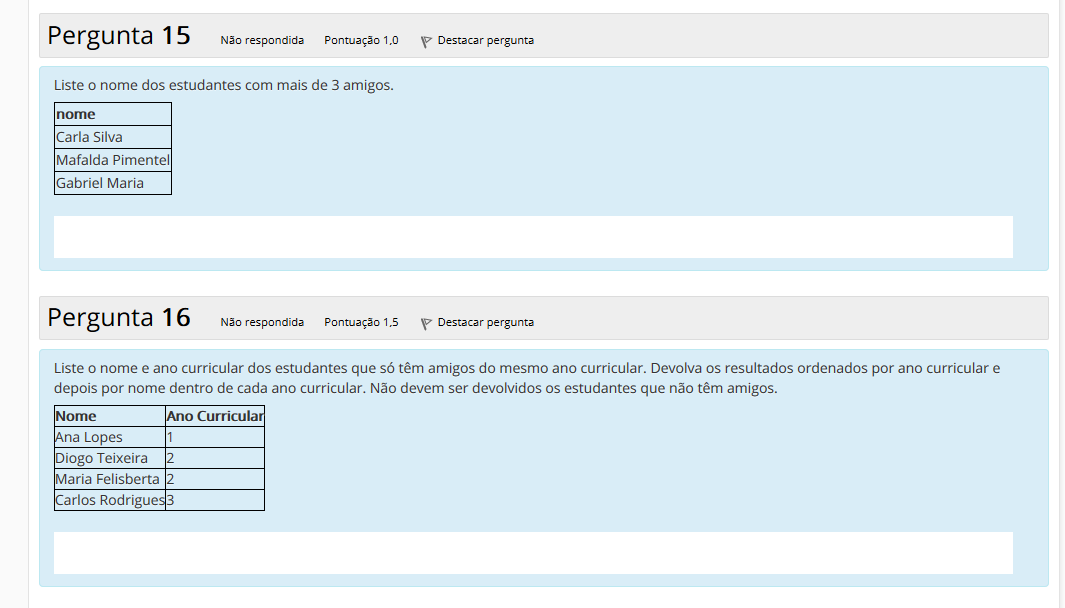 Pergunta 15 Não respondida Pontuação 1,0 Destacar pergunta
Liste o nome dos estudantes com mais de 3 amigos.
nome
Carla Silva
Mafalda Pimentel
Gabriel Maria
Pergunta 16 Não respondida Pontuação 1,5 Destacar pergunta
Liste o nome e ano curricular dos estudantes que só têm amigos do mesmo ano curricular. Devolva os resultados ordenados por ano curricular e
depois por nome dentro de cada ano curricular. Não devem ser devolvidos os estudantes que não têm amigos.
Nome Ano Curricular
Ana Lopes 1
Diogo Teixeira 2
Maria Felisberta 2
Carlos Rodrigues 3